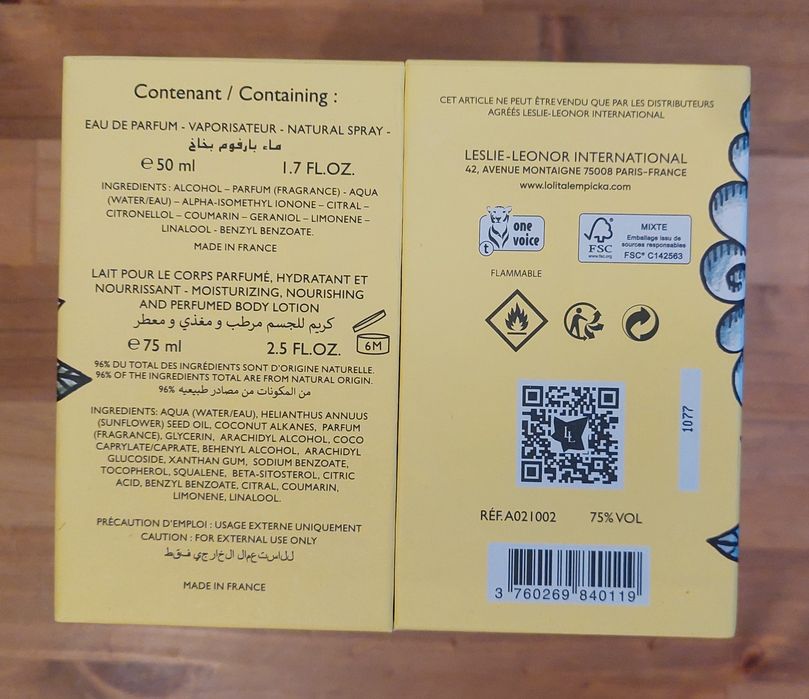 Contenant / Containing :
EAU DE PARFUM - VAPORISATEUR - NATURAL SPRAY -
ماء بارفوم بخاخ
℮ 50 ml 1.7 FL.OZ.
INGREDIENTS : ALCOHOL – PARFUM (FRAGRANCE) - AQUA
(WATER/EAU) – ALPHA-ISOMETHYL IONONE – CITRAL –
CITRONELLOL – COUMARIN – GERANIOL – LIMONENE –
LINALOOL - BENZYL BENZOATE.
MADE IN FRANCE
LAIT POUR LE CORPS PARFUMÉ, HYDRATANT ET
NOURRISSANT - MOISTURIZING, NOURISHING
AND PERFUMED BODY LOTION
كريم للجسم مرطب و مغذي و معطر
℮ 75 ml 2.5 FL.OZ. 6M
96% DU TOTAL DES INGRÉDIENTS SONT D'ORIGINE NATURELLE.
96% OF THE INGREDIENTS TOTAL ARE FROM NATURAL ORIGIN.
96% من المكونات من مصادر طبيعيه
INGREDIENTS: AQUA (WATER/EAU), HELIANTHUS ANNUUS
(SUNFLOWER) SEED OIL, COCONUT ALKANES, PARFUM
(FRAGRANCE), GLYCERIN, ARACHIDYL ALCOHOL, COCO
CAPRYLATE/CAPRATE, BEHENYL ALCOHOL, ARACHIDYL
GLUCOSIDE, XANTHAN GUM, SODIUM BENZOATE,
TOCOPHEROL, SQUALENE, BETA-SITOSTEROL, CITRIC
ACID, BENZYL BENZOATE, CITRAL, COUMARIN,
LIMONENE, LINALOOL.
PRÉCAUTION D'EMPLOI : USAGE EXTERNE UNIQUEMENT
CAUTION : FOR EXTERNAL USE ONLY
للاستعمال الخارجي فقط
MADE IN FRANCE
CET ARTICLE NE PEUT ÊTRE VENDU QUE PAR LES DISTRIBUTEURS
AGRÉÉS LESLIE-LEONOR INTERNATIONAL
LESLIE-LEONOR INTERNATIONAL
42, AVENUE MONTAIGNE 75008 PARIS-FRANCE
www.lolitalempicka.com
one
voice
FSC
www.fsc.org
MIXTE
Emballage issu de
sources responsables
FSC® C142563
FLAMMABLE
LL
1077
RÉF.A021002 75% VOL
3 760269 840119